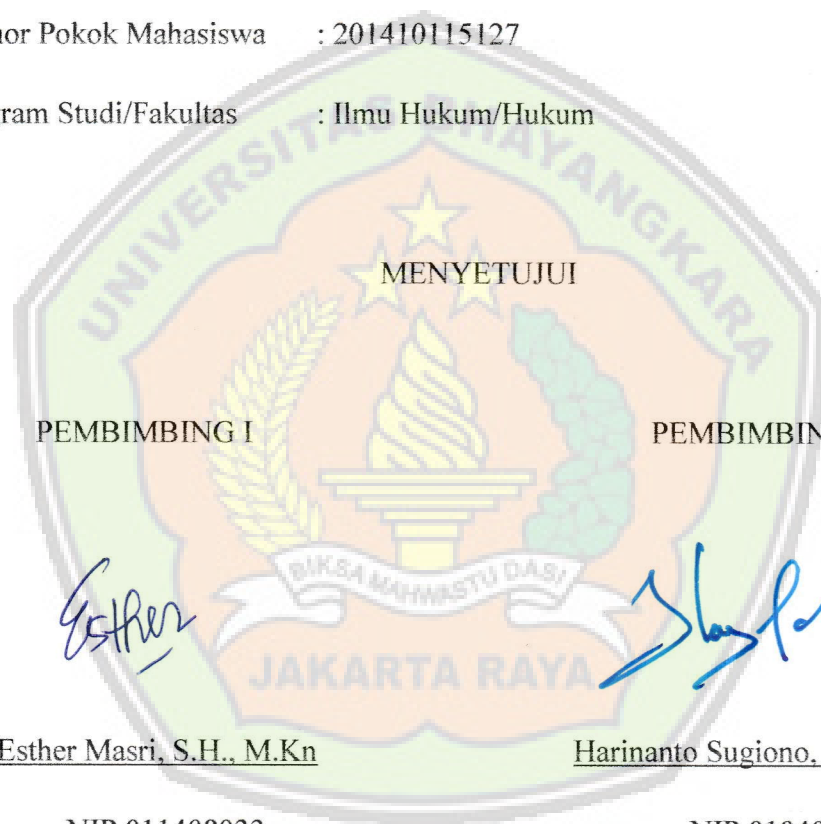 nor Pokok Mahasiswa : 201410115127
ram Studi/Fakultas : Ilmu Hukum/Hukum
UNIVERSITAS BHAYANGKARA
MENYETUJUI
PEMBIMBING I PEMBIMBIN
BIKSA MAHWASTU DASI
Esther
JAKARTA RAYA
Esther Masri, S.H., M.Kn Harinanto Sugiono,